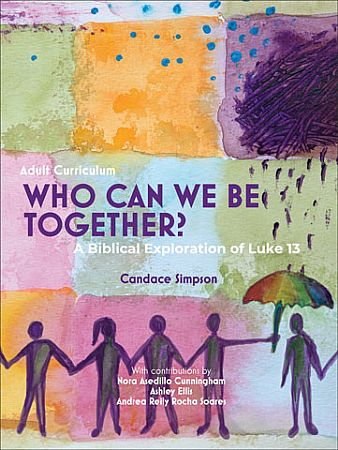 Adult Curriculum
WHO CAN WE BE
TOGETHER?
A Biblical Exploration of Luke 13
Candace Simpson
With contributions by
Nora Asedillo Cunningham
Ashley Ellis
Andrea Reily Rocha Soares